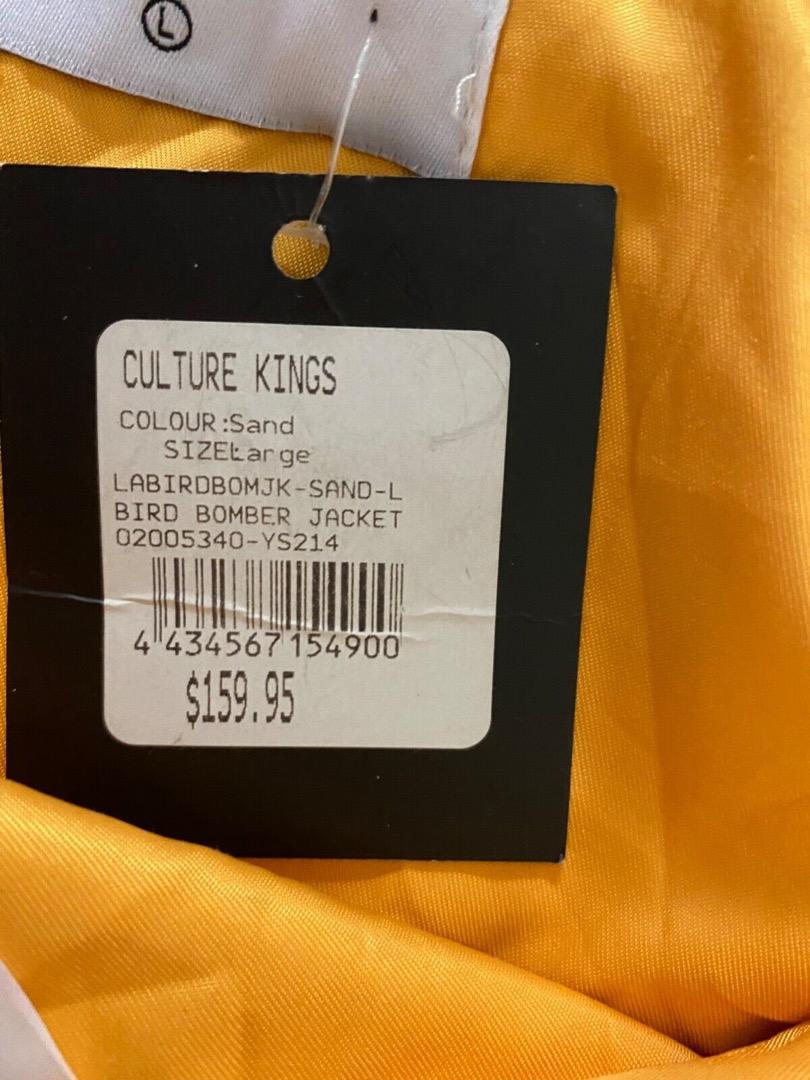 L
CULTURE KINGS
COLOUR:Sand
SIZE:Large
LABIRDBOMJK-SAND-L
BIRD BOMBER JACKET
02005340-YS214
4 434567 154900
$159.95